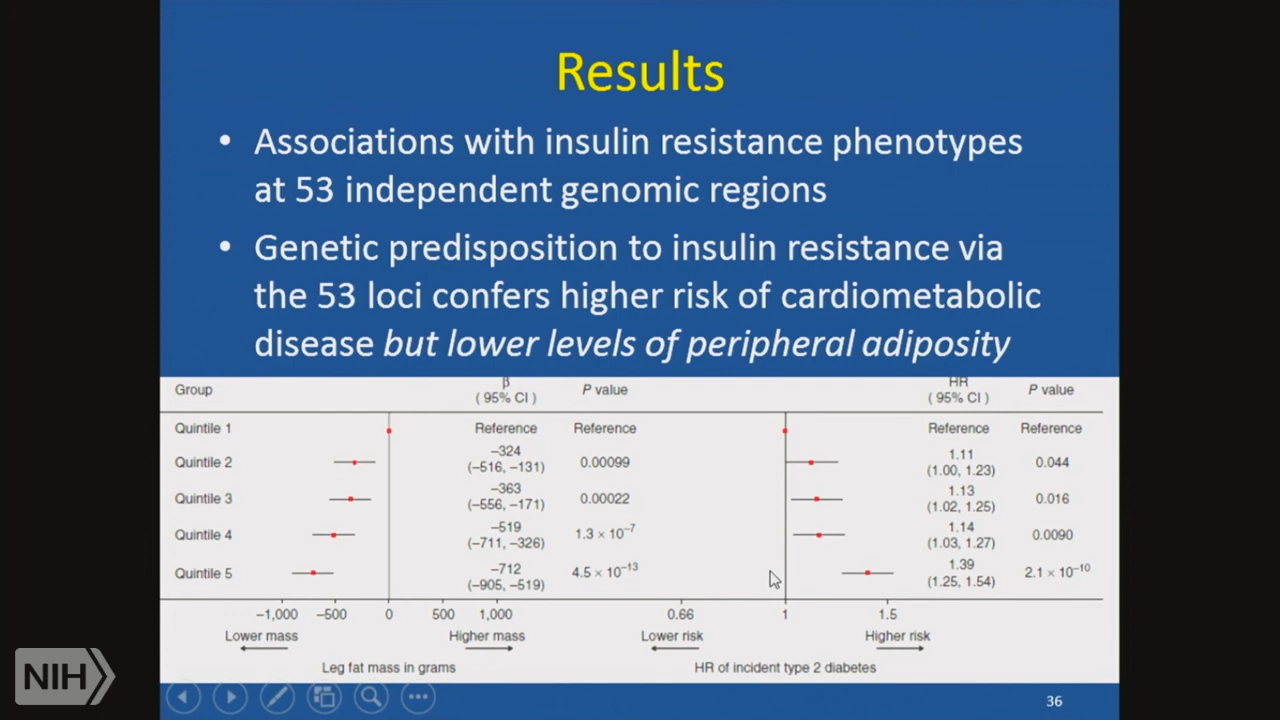 Results
• Associations with insulin resistance phenotypes
at 53 independent genomic regions
• Genetic predisposition to insulin resistance via
the 53 loci confers higher risk of cardiometabolic
disease but lower levels of peripheral adiposity
Group β (95% CI) P value HR (95% CI) P value
Quintile 1 Reference Reference Reference Reference
Quintile 2 −324 (−516, −131) 0.00099 1.11 (1.00, 1.23) 0.044
Quintile 3 −363 (−556, −171) 0.00022 1.13 (1.02, 1.25) 0.016
Quintile 4 −519 (−711, −326) 1.3 × 10⁻⁷ 1.14 (1.03, 1.27) 0.0090
Quintile 5 −712 (−905, −519) 4.5 × 10⁻¹³ 1.39 (1.25, 1.54) 2.1 × 10⁻¹⁰
−1,000 −500 0 500 1,000 0.66 1 1.5
Lower mass Higher mass Lower risk Higher risk
Leg fat mass in grams HR of incident type 2 diabetes
NIH
36